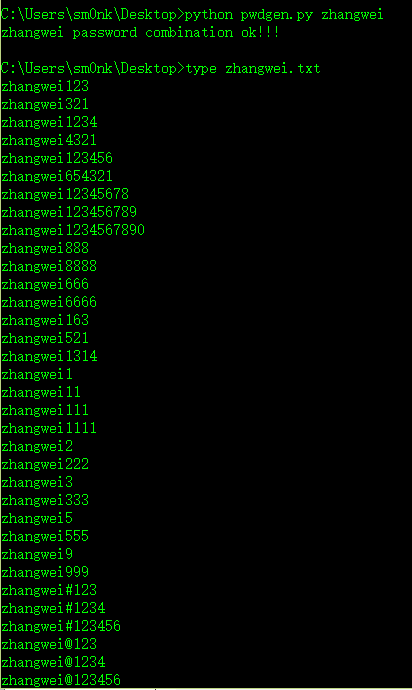 C:\Users\sm0nk\Desktop>python pwdgen.py zhangwei
zhangwei password combination ok!!!
C:\Users\sm0nk\Desktop>type zhangwei.txt
zhangwei123
zhangwei321
zhangwei1234
zhangwei4321
zhangwei123456
zhangwei654321
zhangwei12345678
zhangwei123456789
zhangwei1234567890
zhangwei888
zhangwei8888
zhangwei666
zhangwei6666
zhangwei163
zhangwei521
zhangwei1314
zhangwei1
zhangwei11
zhangwei111
zhangwei1111
zhangwei2
zhangwei222
zhangwei3
zhangwei333
zhangwei5
zhangwei555
zhangwei9
zhangwei999
zhangwei#123
zhangwei#1234
zhangwei#123456
zhangwei@123
zhangwei@1234
zhangwei@123456